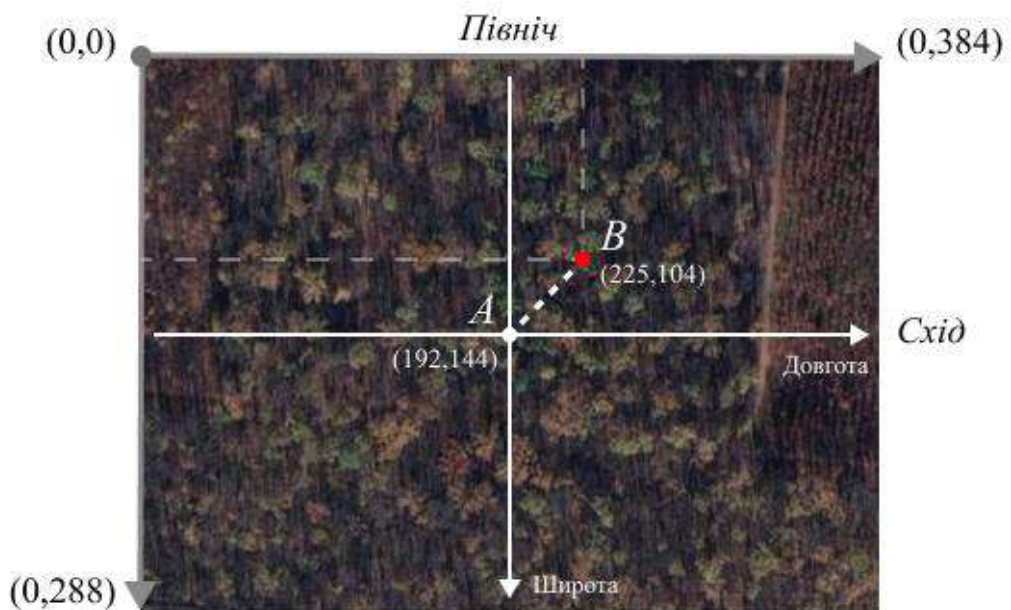 Північ
(0,0)
(0,384)
B
(225,104)
A
Схід
(192,144)
Довгота
(0,288)
Широта